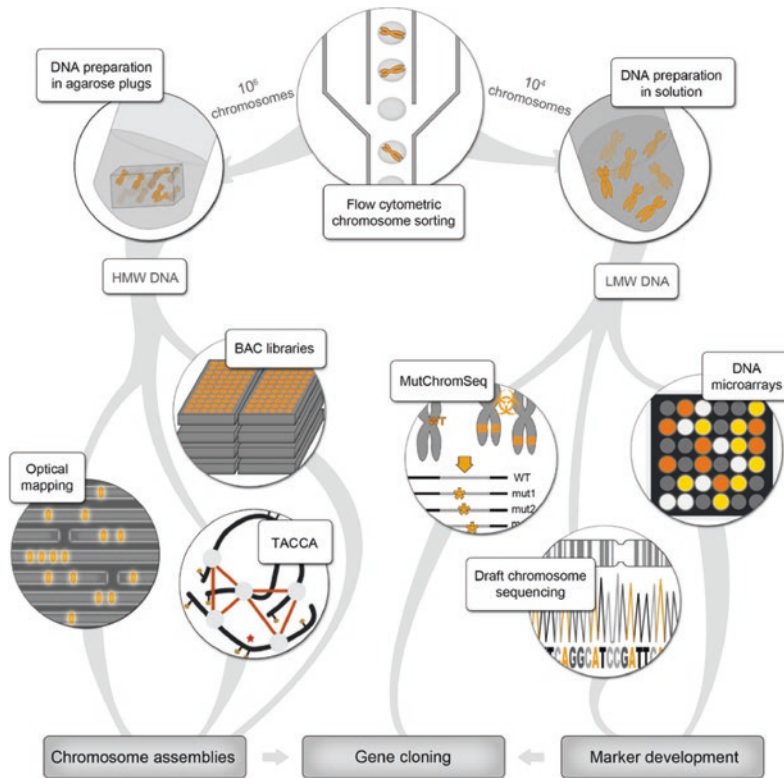 DNA preparation
in agarose plugs
10⁶
chromosomes
10⁴
chromosomes
DNA preparation
in solution
Flow cytometric
chromosome sorting
HMW DNA
LMW DNA
BAC libraries
MutChromSeq
WT
WT
mut1
mut2
DNA
microarrays
Optical
mapping
TACCA
Draft chromosome
sequencing
CAGGCATCCGATTC
Chromosome assemblies
Gene cloning
Marker development